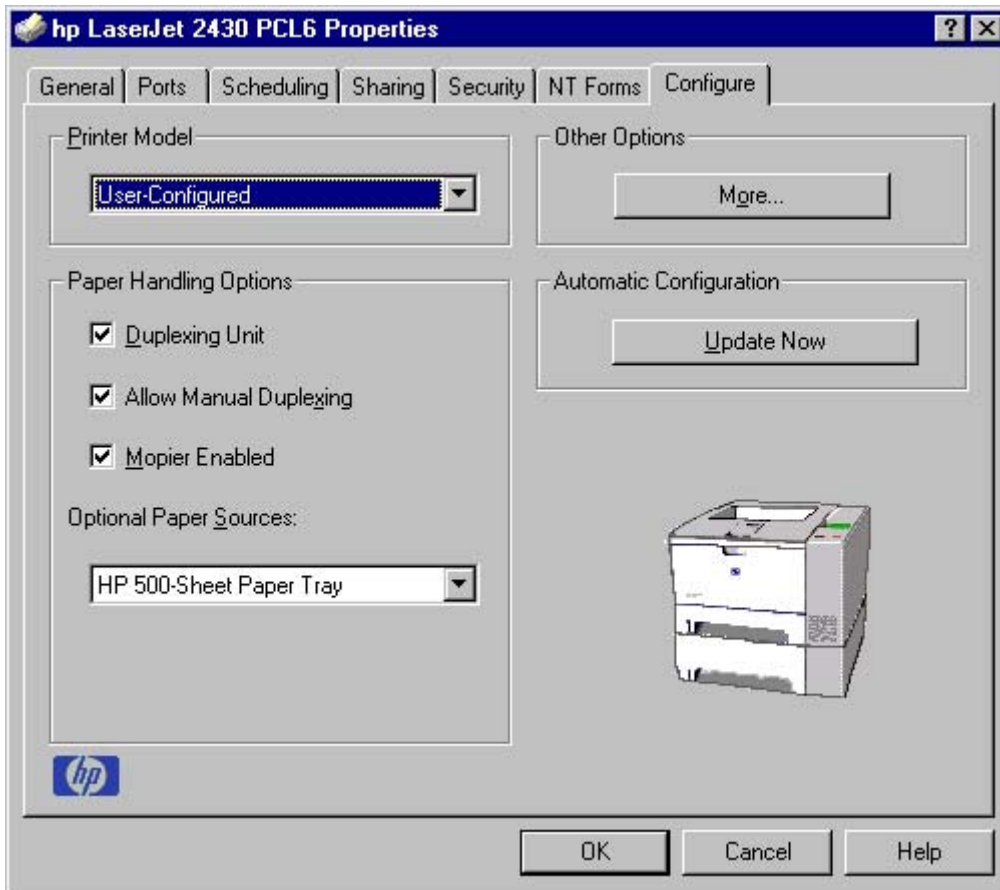 hp LaserJet 2430 PCL6 Properties
General Ports Scheduling Sharing Security NT Forms Configure
Printer Model
User-Configured
Other Options
More...
Paper Handling Options
Duplexing Unit
Allow Manual Duplexing
Mopier Enabled
Optional Paper Sources:
HP 500-Sheet Paper Tray
Automatic Configuration
Update Now
hp
OK Cancel Help